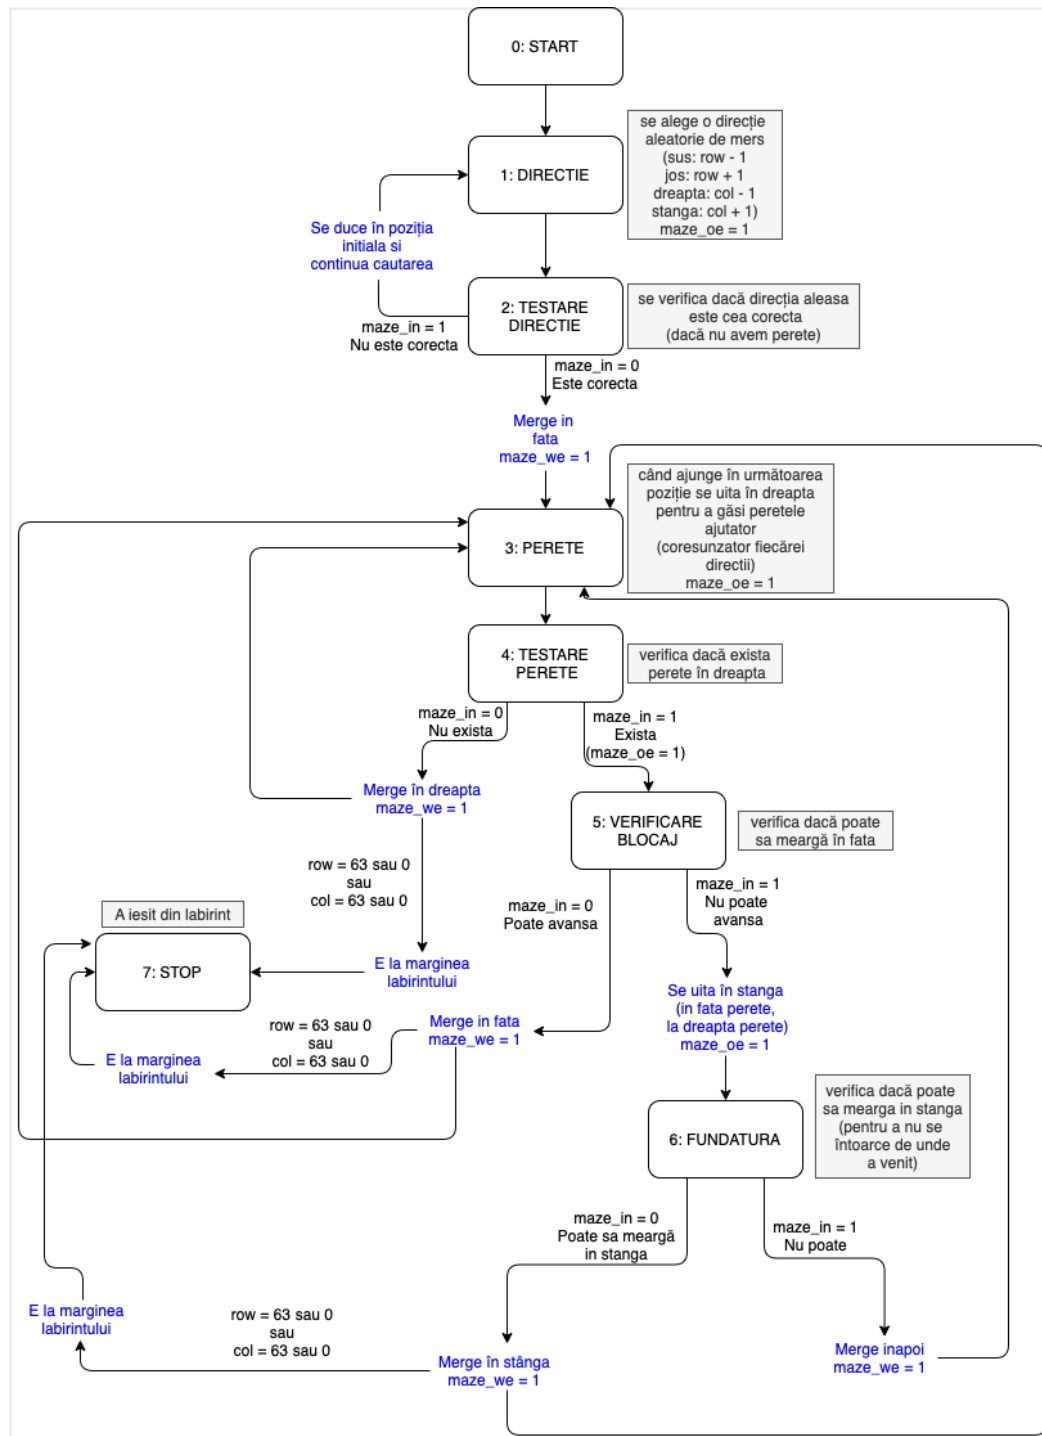 0: START
se alege o direcție
aleatorie de mers
(sus: row - 1
jos: row + 1
dreapta: col - 1
stanga: col + 1)
maze_oe = 1
1: DIRECTIE
Se duce în poziția
initiala si
continua cautarea
2: TESTARE
DIRECTIE
se verifica dacă direcția aleasa
este cea corecta
(dacă nu avem perete)
maze_in = 1
Nu este corecta
maze_in = 0
Este corecta
Merge in
fata
maze_we = 1
când ajunge în următoarea
poziție se uita în dreapta
pentru a găsi peretele
ajutator
(coresunzator fiecărei
directii)
maze_oe = 1
3: PERETE
4: TESTARE
PERETE
verifica dacă exista
perete în dreapta
maze_in = 0
Nu exista
maze_in = 1
Exista
(maze_oe = 1)
Merge în dreapta
maze_we = 1
5: VERIFICARE
BLOCAJ
verifica dacă poate
sa meargă în fata
row = 63 sau 0
sau
col = 63 sau 0
maze_in = 0
Poate avansa
maze_in = 1
Nu poate
avansa
A iesit din labirint
7: STOP
E la marginea
labirintului
Se uita în stanga
(in fata perete,
la dreapta perete)
maze_oe = 1
Merge in fata
maze_we = 1
row = 63 sau 0
sau
col = 63 sau 0
E la marginea
labirintului
6: FUNDATURA
verifica dacă poate
sa mearga in stanga
(pentru a nu se
întoarce de unde
a venit)
maze_in = 0
Poate sa meargă
in stanga
maze_in = 1
Nu poate
E la marginea
labirintului
row = 63 sau 0
sau
col = 63 sau 0
Merge în stânga
maze_we = 1
Merge inapoi
maze_we = 1